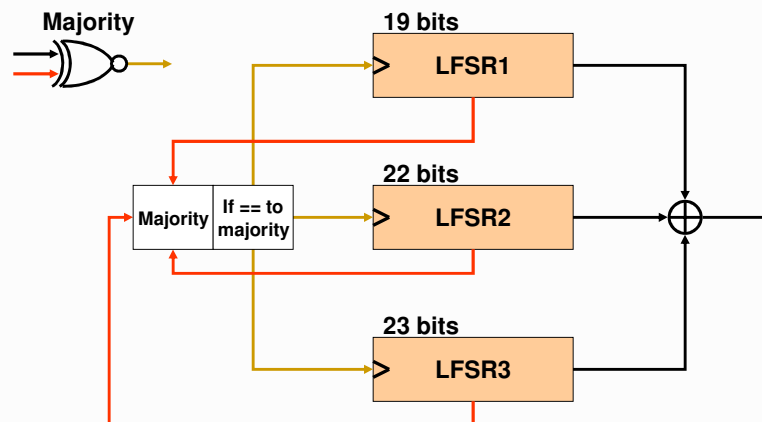 Majority
19 bits
LFSR1
22 bits
Majority
If == to
majority
LFSR2
23 bits
LFSR3